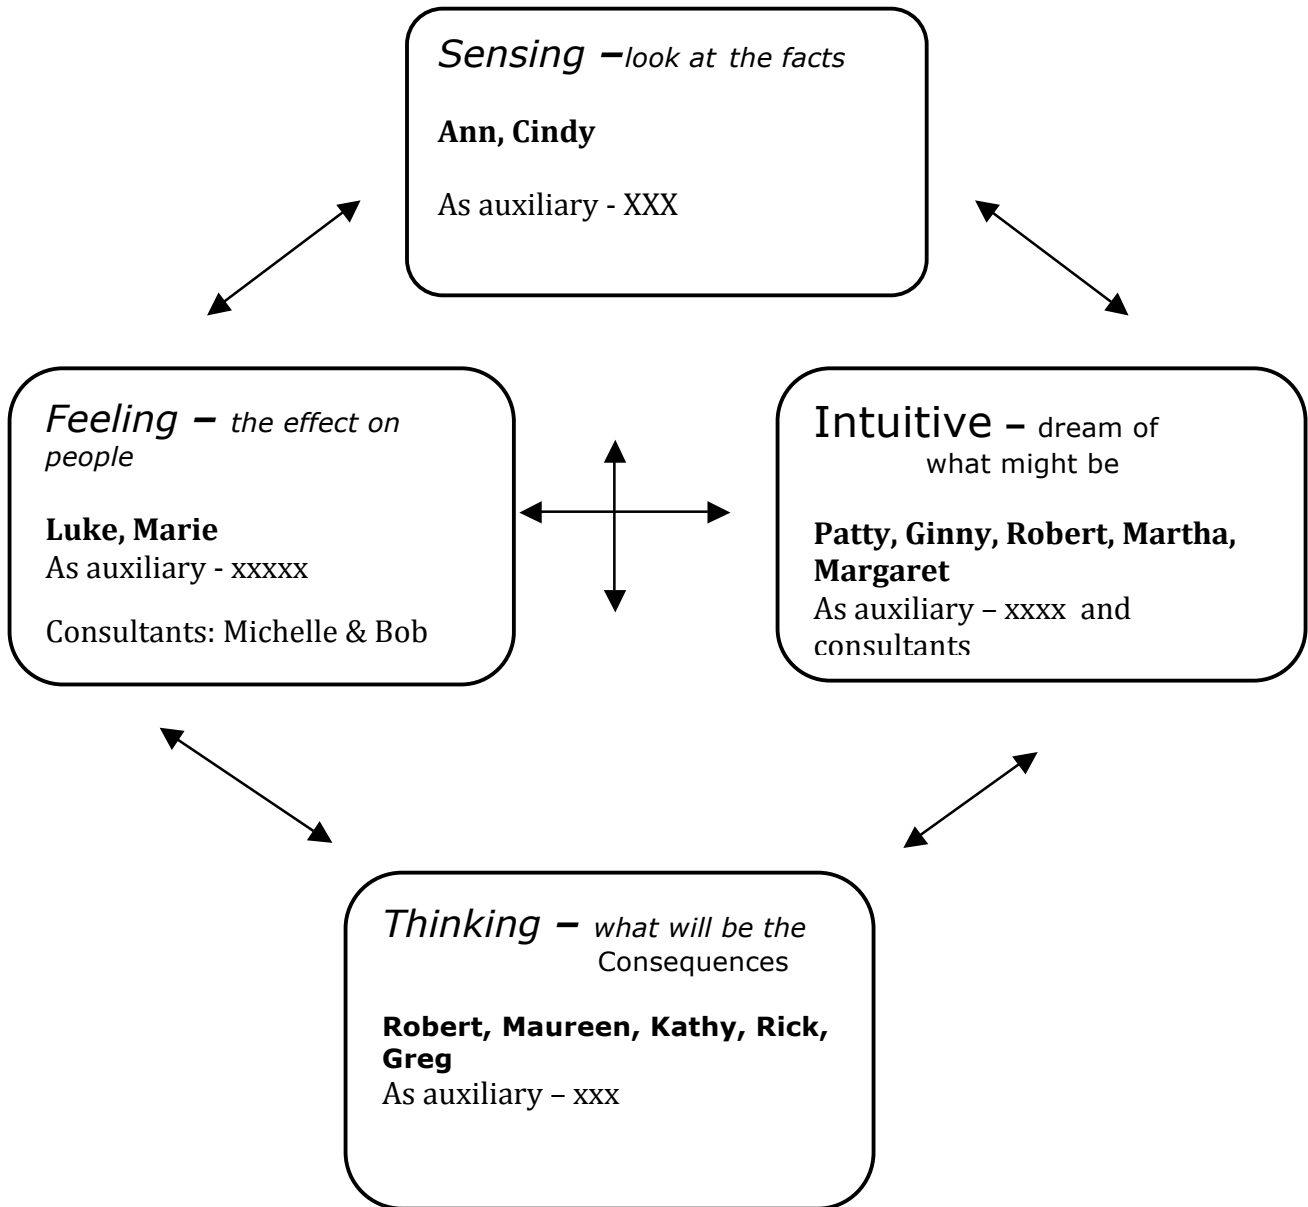 Sensing –look at the facts
Ann, Cindy
As auxiliary - XXX
Feeling – the effect on
people
Luke, Marie
As auxiliary - xxxxx
Consultants: Michelle & Bob
Intuitive – dream of
what might be
Patty, Ginny, Robert, Martha,
Margaret
As auxiliary – xxxx and
consultants
Thinking – what will be the
Consequences
Robert, Maureen, Kathy, Rick,
Greg
As auxiliary – xxx